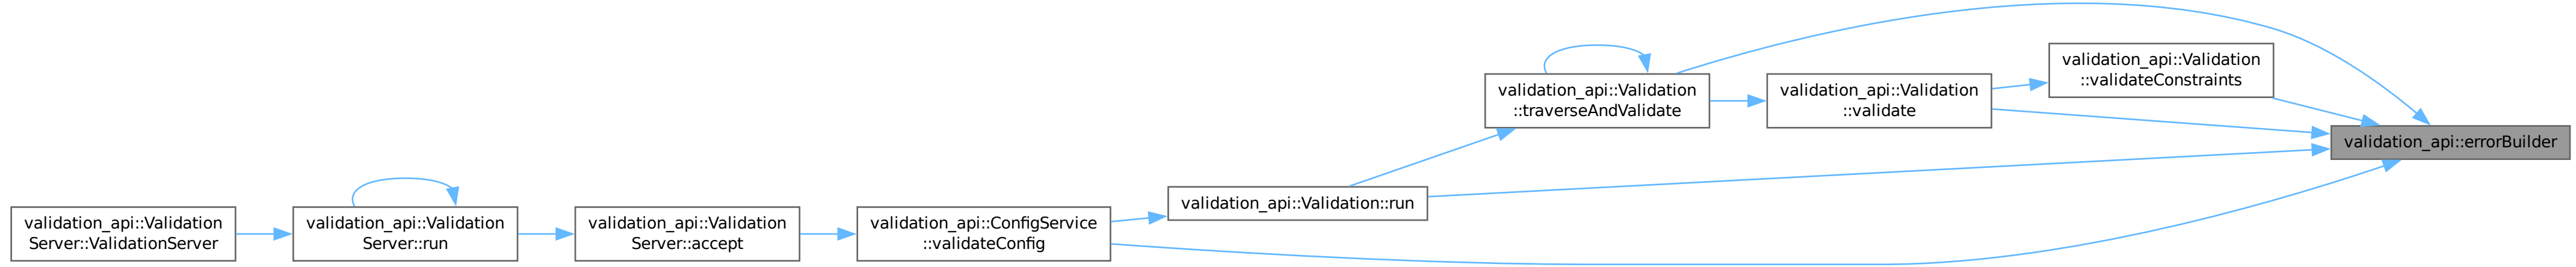 validation_api::Validation
Server::ValidationServer
validation_api::Validation
Server::run
validation_api::Validation
Server::accept
validation_api::ConfigService
::validateConfig
validation_api::Validation::run
validation_api::Validation
::traverseAndValidate
validation_api::Validation
::validate
validation_api::Validation
::validateConstraints
validation_api::errorBuilder